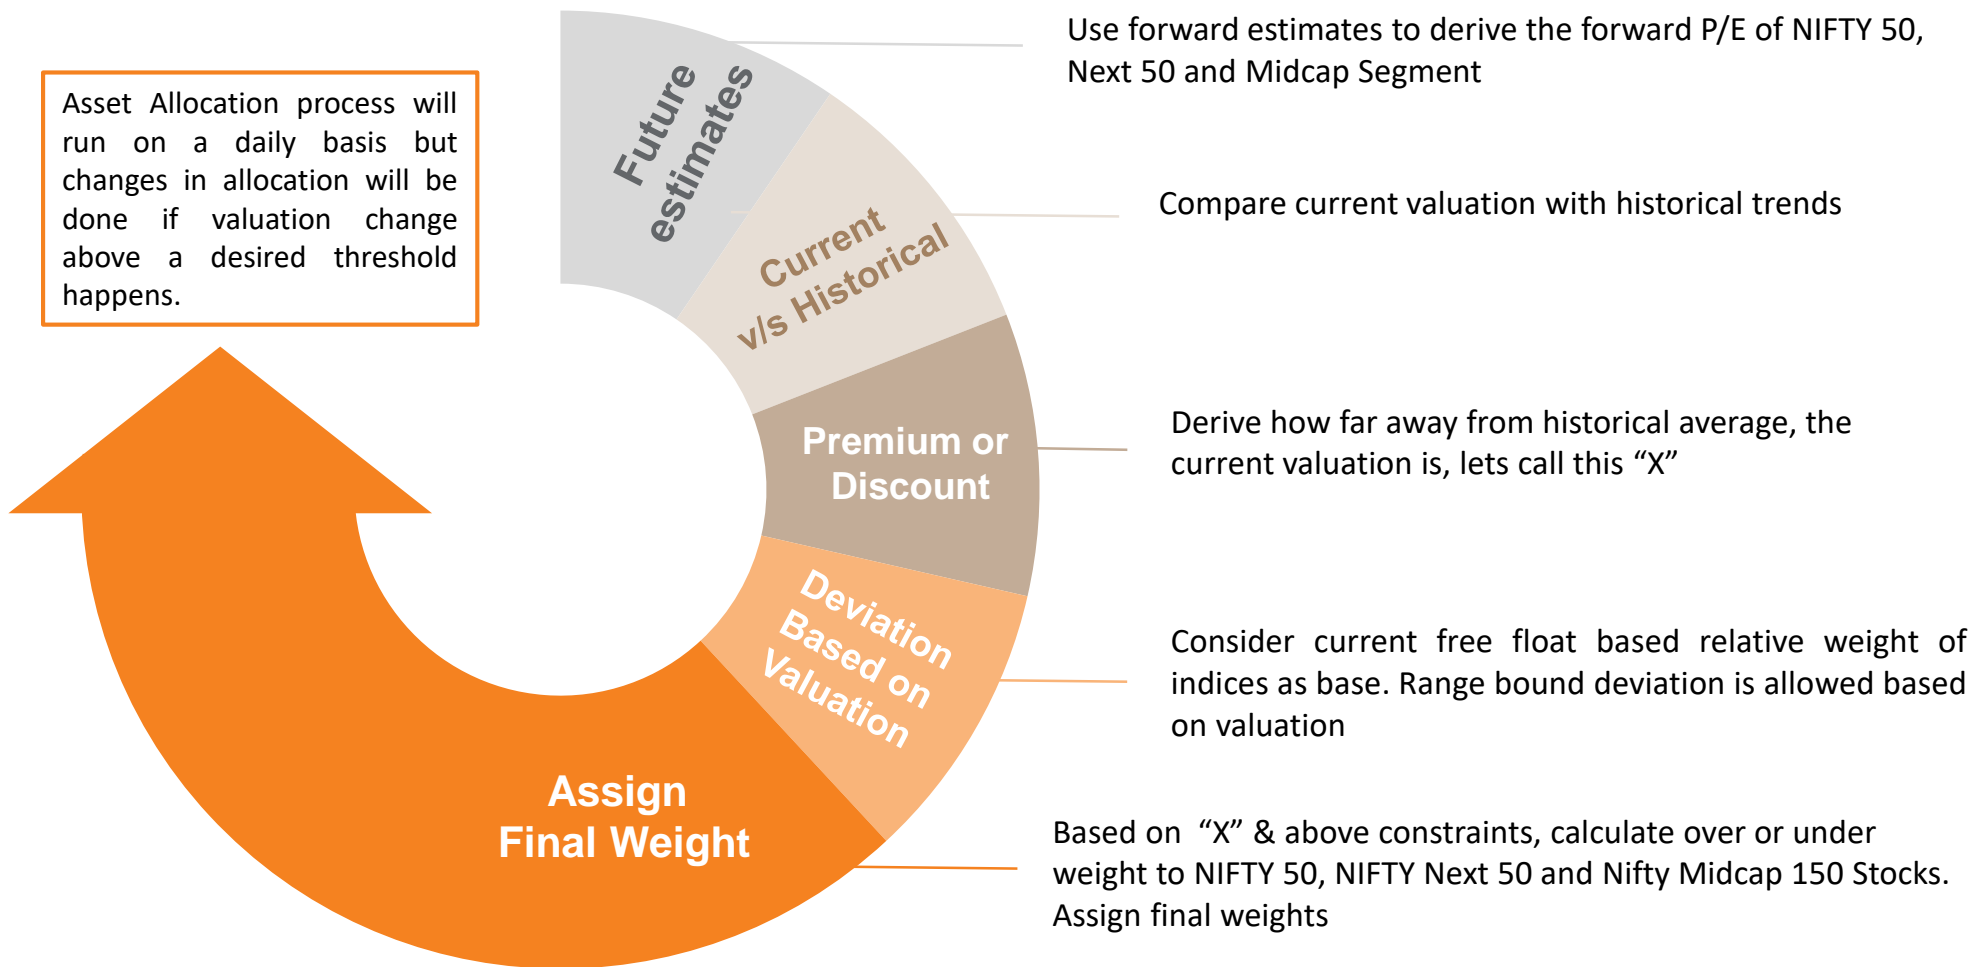 Use forward estimates to derive the forward P/E of NIFTY 50,
Next 50 and Midcap Segment
Asset Allocation process will
run on a daily basis but
changes in allocation will be
done if valuation change
above a desired threshold
happens.
Future
estimates
Current
v/s Historical
Compare current valuation with historical trends
Premium or
Discount
Derive how far away from historical average, the
current valuation is, lets call this “X”
Deviation
Based on
Valuation
Consider current free float based relative weight of
indices as base. Range bound deviation is allowed based
on valuation
Assign
Final Weight
Based on “X” & above constraints, calculate over or under
weight to NIFTY 50, NIFTY Next 50 and Nifty Midcap 150 Stocks.
Assign final weights